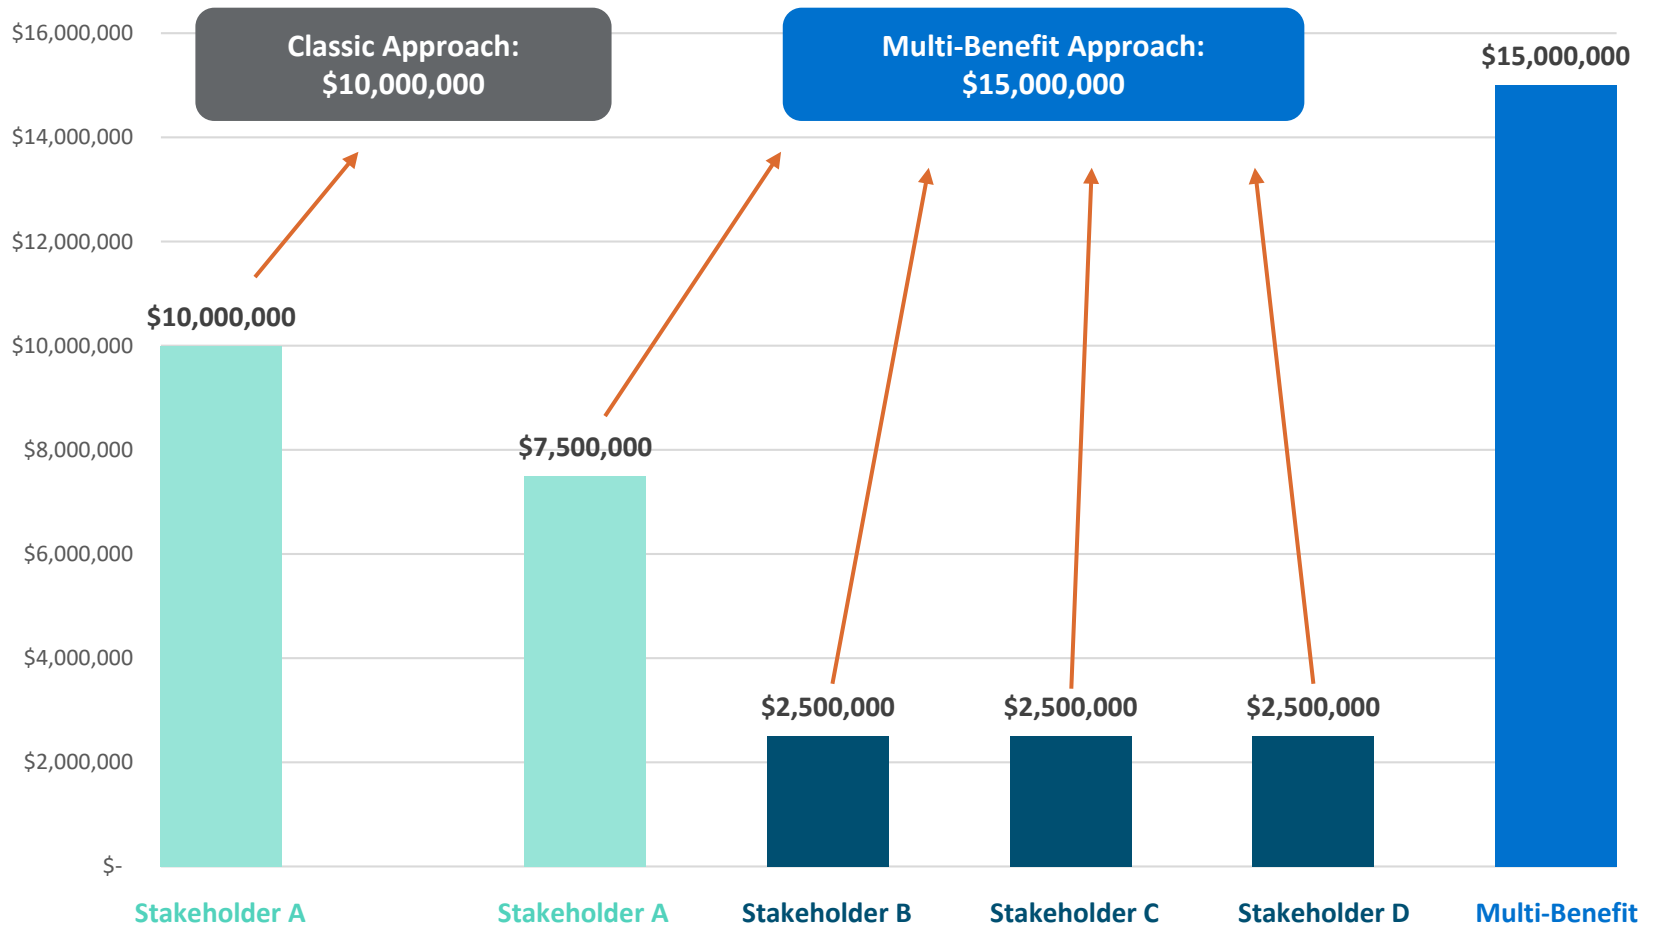 Classic Approach:
$10,000,000
Multi-Benefit Approach:
$15,000,000
$16,000,000
$14,000,000
$12,000,000
$10,000,000
$8,000,000
$6,000,000
$4,000,000
$2,000,000
$-
$10,000,000
$7,500,000
$2,500,000
$2,500,000
$2,500,000
$15,000,000
Stakeholder A
Stakeholder A
Stakeholder B
Stakeholder C
Stakeholder D
Multi-Benefit